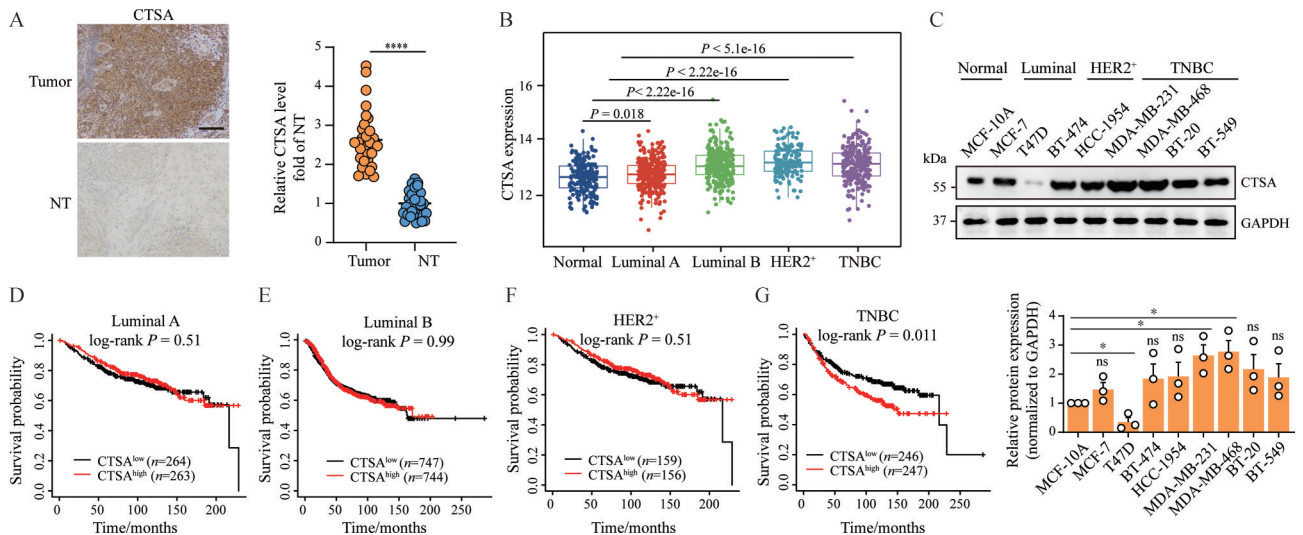 A
CTSA
Tumor
NT
Relative CTSA level
fold of NT
****
5
4
3
2
1
0
Tumor
NT
B
CTSA expression
16
15
14
13
12
P < 5.1e-16
P < 2.22e-16
P< 2.22e-16
P = 0.018
Normal
Luminal A
Luminal B
HER2⁺
TNBC
C
Normal
Luminal
HER2⁺
TNBC
MCF-10A
MCF-7
T47D
BT-474
HCC-1954
MDA-MB-231
MDA-MB-468
BT-20
BT-549
kDa
55
37
CTSA
GAPDH
Relative protein expression
(normalized to GAPDH)
4
3
2
1
0
*
*
*
ns
ns
ns
ns
ns
MCF-10A
MCF-7
T47D
BT-474
HCC-1954
MDA-MB-231
MDA-MB-468
BT-20
BT-549
D
Luminal A
log-rank P = 0.51
Survival probability
1.0
0.8
0.6
0.4
0.2
0.0
CTSAˡᵒʷ (n=264)
CTSAʰⁱᵍʰ (n=263)
0 50 100 150 200
Time/months
E
Luminal B
log-rank P = 0.99
Survival probability
1.0
0.8
0.6
0.4
0.2
0.0
CTSAˡᵒʷ (n=747)
CTSAʰⁱᵍʰ (n=744)
0 50 100 150 200 250
Time/months
F
HER2⁺
log-rank P = 0.51
Survival probability
1.0
0.8
0.6
0.4
0.2
0.0
CTSAˡᵒʷ (n=159)
CTSAʰⁱᵍʰ (n=156)
0 50 100 150 200
Time/months
G
TNBC
log-rank P = 0.011
Survival probability
1.0
0.8
0.6
0.4
0.2
0.0
CTSAˡᵒʷ (n=246)
CTSAʰⁱᵍʰ (n=247)
0 50 100 150 200 250
Time/months